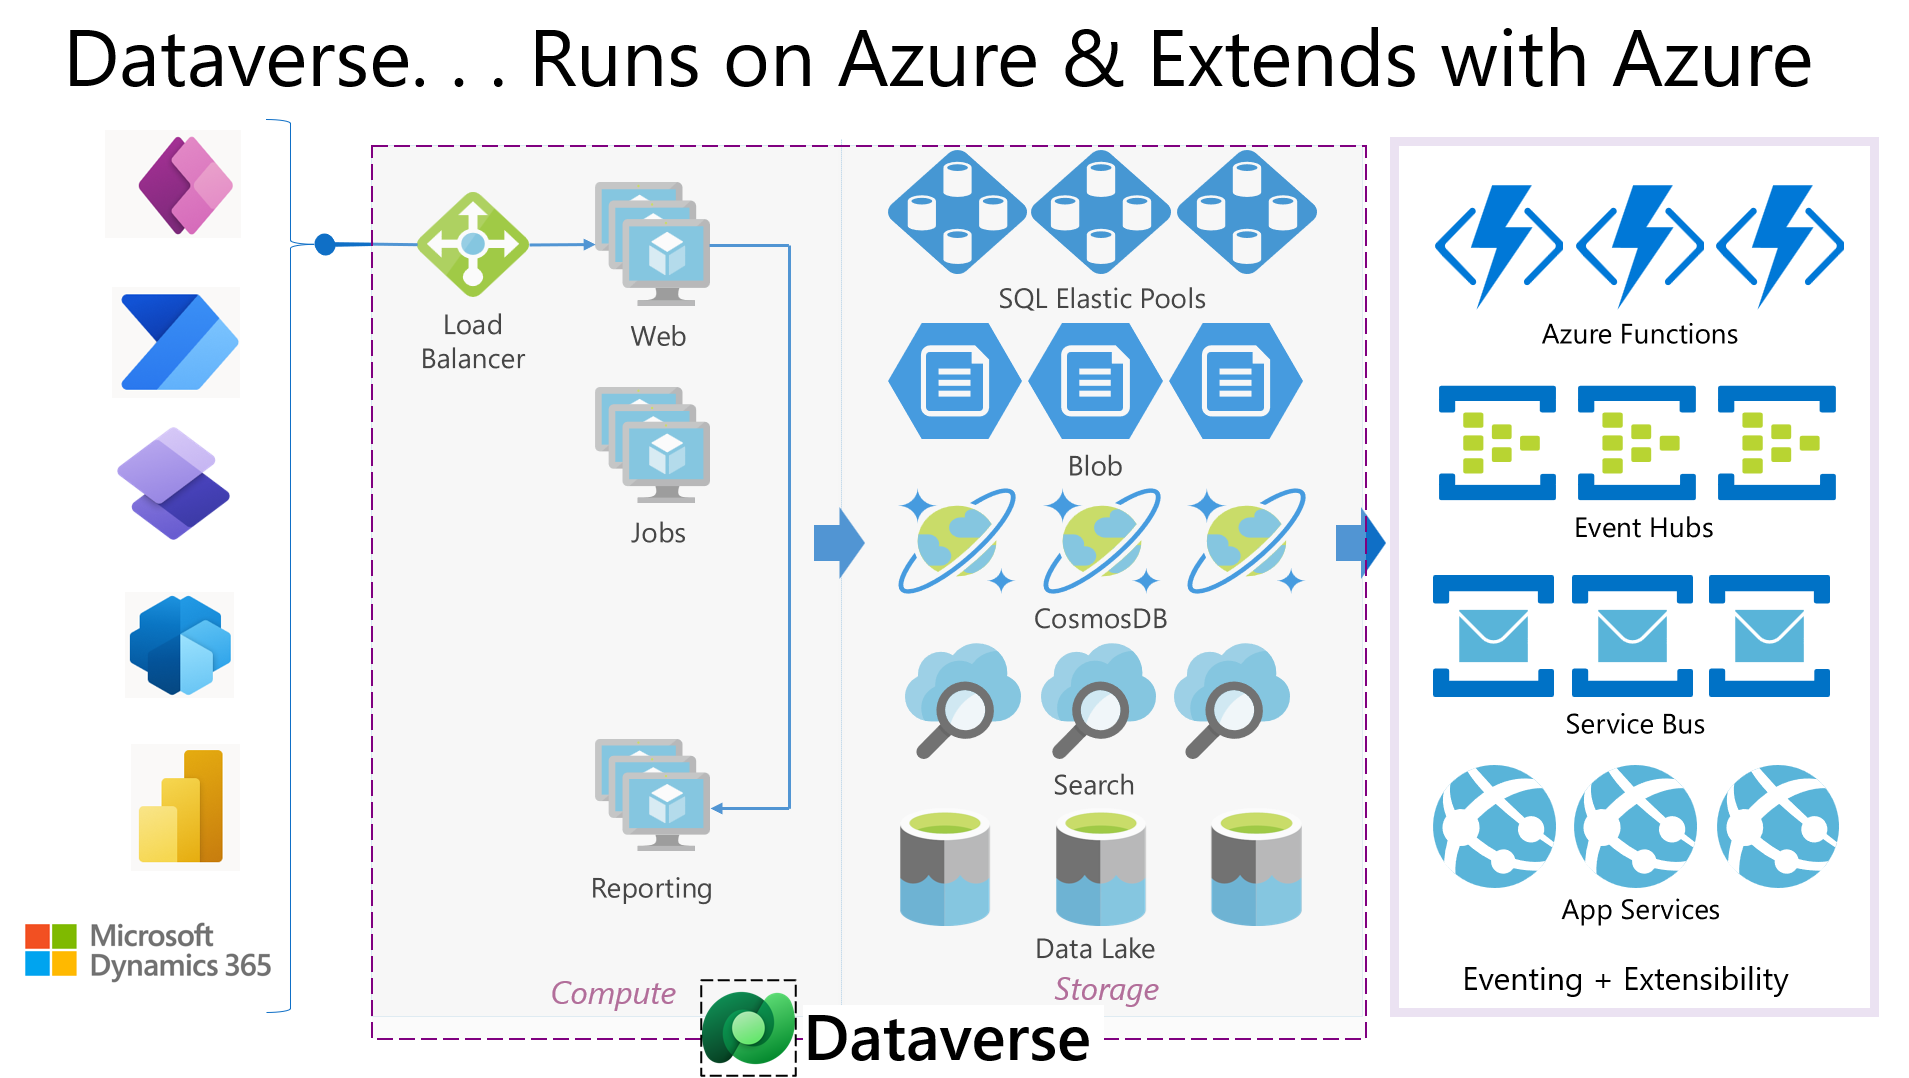 Dataverse. . . Runs on Azure & Extends with Azure
Microsoft
Dynamics 365
Load
Balancer
Web
Jobs
Reporting
Compute
SQL Elastic Pools
Blob
CosmosDB
Search
Data Lake
Storage
Dataverse
Azure Functions
Event Hubs
Service Bus
App Services
Eventing + Extensibility